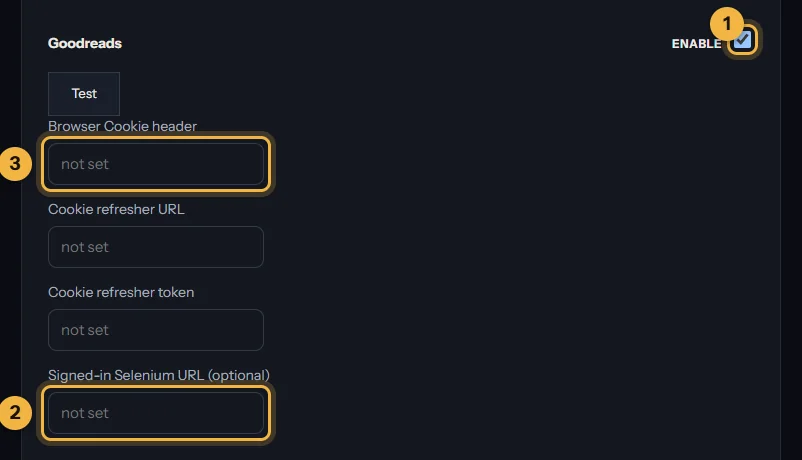 1
Goodreads
ENABLE
Test
Browser Cookie header
3
not set
Cookie refresher URL
not set
Cookie refresher token
not set
Signed-in Selenium URL (optional)
2
not set